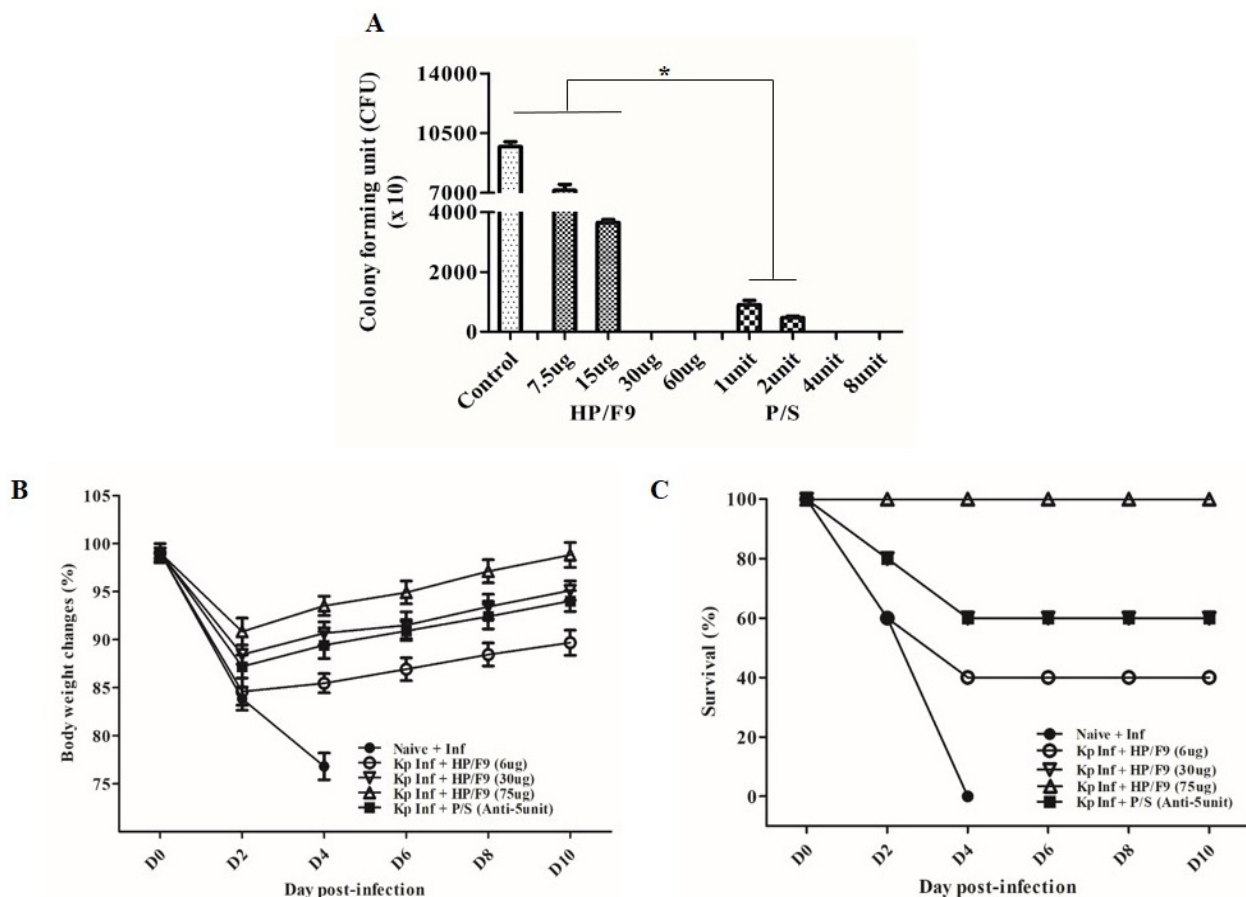 A
Colony forming unit (CFU)
(x 10)
14000
10500
7000
4000
2000
0
*
Control
7.5ug
15ug
30ug
60ug
1unit
2unit
4unit
8unit
HP/F9
P/S
B
Body weight changes (%)
105
100
95
90
85
80
75
Naive + Inf
Kp Inf + HP/F9 (6ug)
Kp Inf + HP/F9 (30ug)
Kp Inf + HP/F9 (75ug)
Kp Inf + P/S (Anti-5unit)
D0
D2
D4
D6
D8
D10
Day post-infection
C
Survival (%)
100
80
60
40
20
0
Naive + Inf
Kp Inf + HP/F9 (6ug)
Kp Inf + HP/F9 (30ug)
Kp Inf + HP/F9 (75ug)
Kp Inf + P/S (Anti-5unit)
D0
D2
D4
D6
D8
D10
Day post-infection